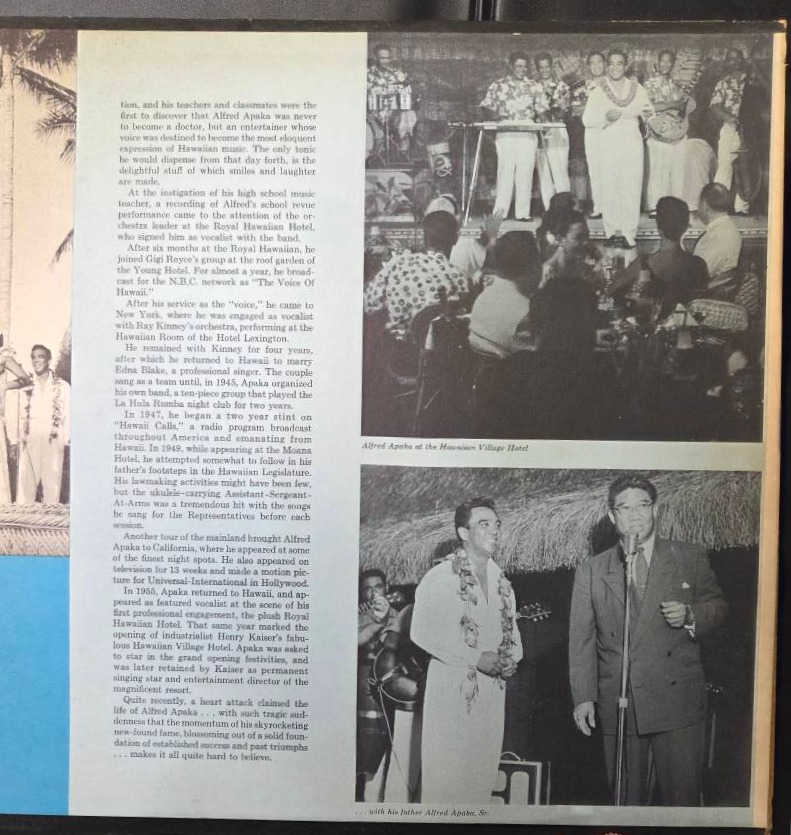 tion, and his teachers and classmates were the
first to discover that Alfred Apaka was never
to become a doctor, but an entertainer whose
voice was destined to become the most eloquent
expression of Hawaiian music. The only tonic
he would dispense from that day forth, is the
delightful stuff of which smiles and laughter
are made.
At the instigation of his high school music
teacher, a recording of Alfred's school revue
performance came to the attention of the or-
chestra leader at the Royal Hawaiian Hotel,
who signed him as vocalist with the band.
After six months at the Royal Hawaiian, he
joined Gigi Royce's group at the roof garden of
the Young Hotel. For almost a year, he broad-
cast for the N.B.C. network as "The Voice Of
Hawaii."
After his service as the "voice," he came to
New York, where he was engaged as vocalist
with Ray Kinney's orchestra, performing at the
Hawaiian Room of the Hotel Lexington.
He remained with Kinney for four years,
after which he returned to Hawaii to marry
Edna Blake, a professional singer. The couple
sang as a team until, in 1945, Apaka organized
his own band, a ten-piece group that played the
La Hula Rumba night club for two years.
In 1947, he began a two year stint on
"Hawaii Calls," a radio program broadcast
throughout America and emanating from
Hawaii. In 1949, while appearing at the Moana
Hotel, he attempted somewhat to follow in his
father's footsteps in the Hawaiian Legislature.
His lawmaking activities might have been few,
but the ukulele-carrying Assistant-Sergeant-
At-Arms was a tremendous hit with the songs
he sang for the Representatives before each
session.
Another tour of the mainland brought Alfred
Apaka to California, where he appeared at some
of the finest night spots. He also appeared on
television for 13 weeks and made a motion pic-
ture for Universal-International in Hollywood.
In 1955, Apaka returned to Hawaii, and ap-
peared as featured vocalist at the scene of his
first professional engagement, the plush Royal
Hawaiian Hotel. That same year marked the
opening of industrialist Henry Kaiser's fabu-
lous Hawaiian Village Hotel. Apaka was asked
to star in the grand opening festivities, and
was later retained by Kaiser as permanent
singing star and entertainment director of the
magnificent resort.
Quite recently, a heart attack claimed the
life of Alfred Apaka . . . with such tragic sud-
denness that the momentum of his skyrocketing
new-found fame, blossoming out of a solid foun-
dation of established success and past triumphs
. . . makes it all quite hard to believe.
Alfred Apaka at the Hawaiian Village Hotel
. . . with his father Alfred Apaka, Sr.